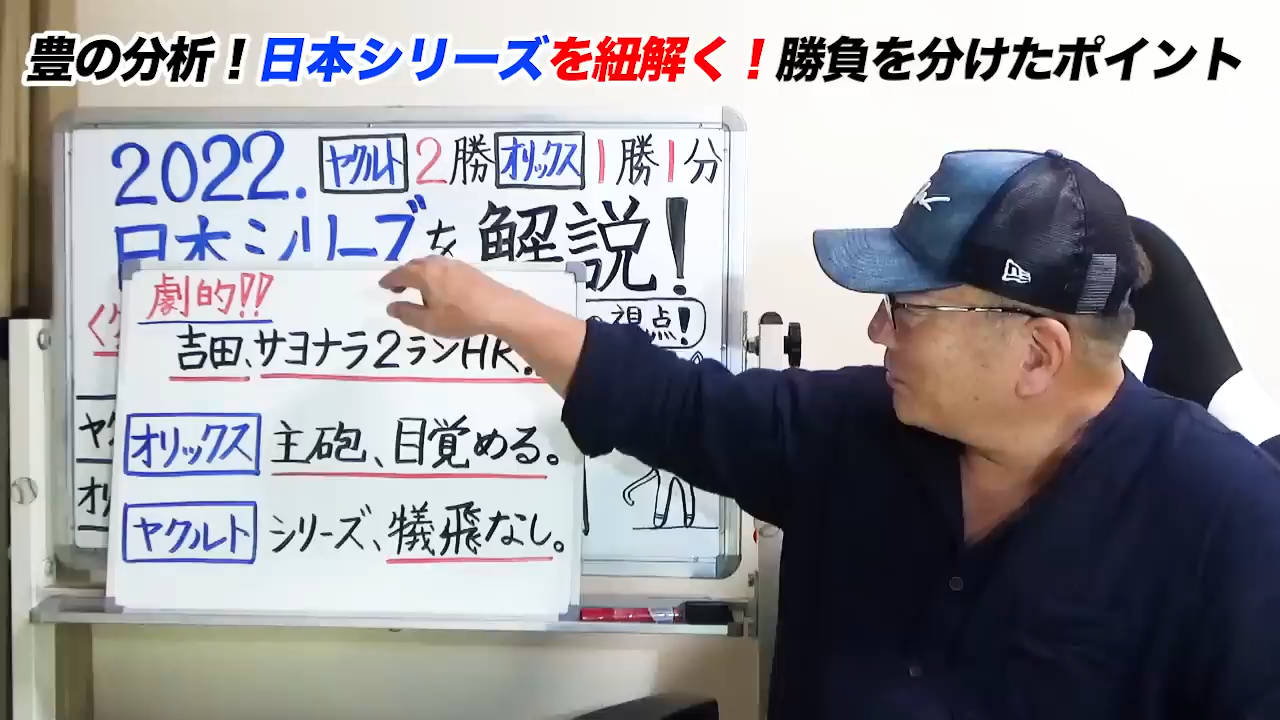 豊の分析！日本シリーズを紐解く！勝負を分けたポイント
2022. ヤクルト 2勝 オリックス 1勝1分
日本シリーズを解説！
視点！
劇的!!
吉田、サヨナラ2ランHR.
オリックス 主砲、目覚める。
ヤクルト シリーズ、犠飛なし。